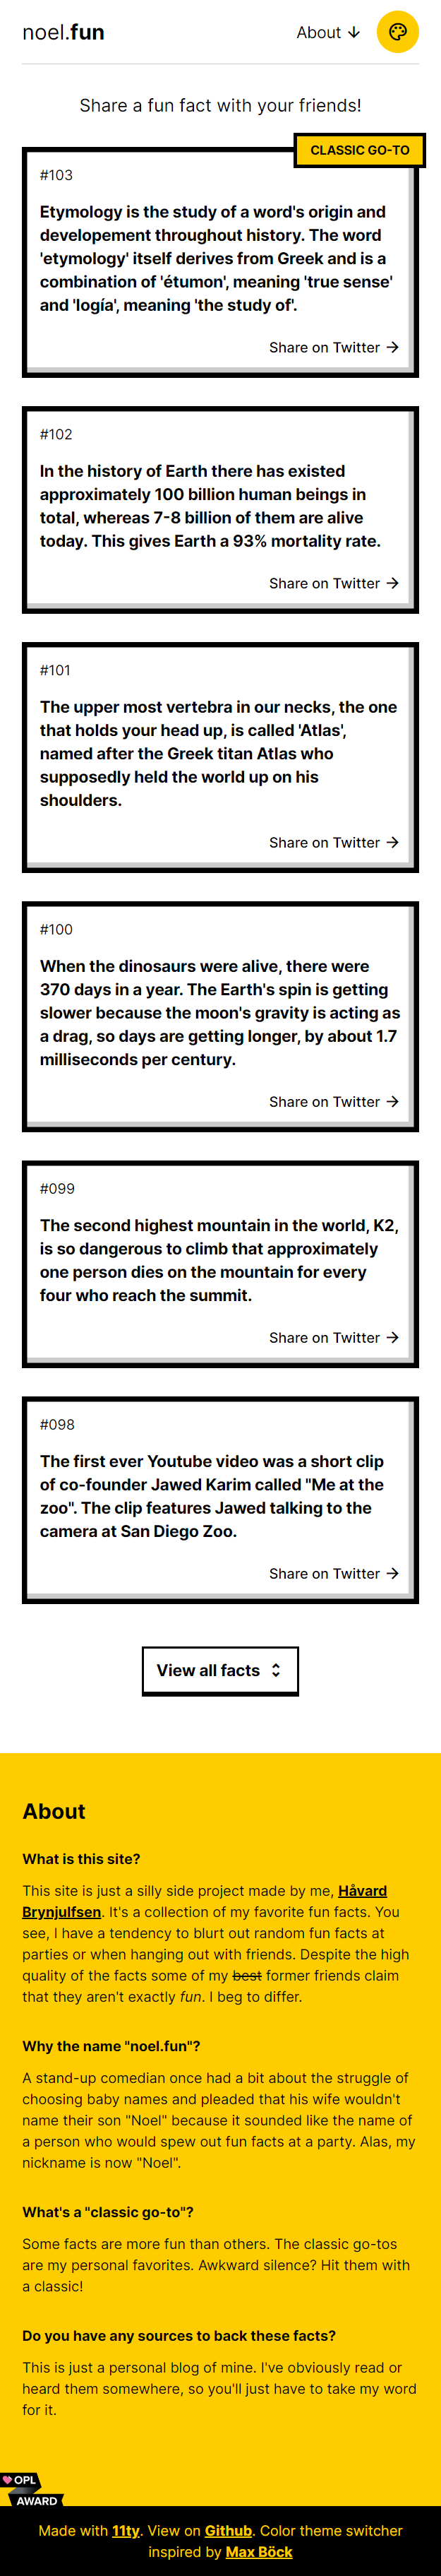 noel.fun
About
Share a fun fact with your friends!
CLASSIC GO-TO
#103
Etymology is the study of a word's origin and
developement throughout history. The word
'etymology' itself derives from Greek and is a
combination of 'étumon', meaning 'true sense'
and 'logía', meaning 'the study of'.
Share on Twitter →
#102
In the history of Earth there has existed
approximately 100 billion human beings in
total, whereas 7-8 billion of them are alive
today. This gives Earth a 93% mortality rate.
Share on Twitter →
#101
The upper most vertebra in our necks, the one
that holds your head up, is called 'Atlas',
named after the Greek titan Atlas who
supposedly held the world up on his
shoulders.
Share on Twitter →
#100
When the dinosaurs were alive, there were
370 days in a year. The Earth's spin is getting
slower because the moon's gravity is acting as
a drag, so days are getting longer, by about 1.7
milliseconds per century.
Share on Twitter →
#099
The second highest mountain in the world, K2,
is so dangerous to climb that approximately
one person dies on the mountain for every
four who reach the summit.
Share on Twitter →
#098
The first ever Youtube video was a short clip
of co-founder Jawed Karim called "Me at the
zoo". The clip features Jawed talking to the
camera at San Diego Zoo.
Share on Twitter →
View all facts
About
What is this site?
This site is just a silly side project made by me, Håvard
Brynjulfsen. It's a collection of my favorite fun facts. You
see, I have a tendency to blurt out random fun facts at
parties or when hanging out with friends. Despite the high
quality of the facts some of my best former friends claim
that they aren't exactly fun. I beg to differ.
Why the name "noel.fun"?
A stand-up comedian once had a bit about the struggle of
choosing baby names and pleaded that his wife wouldn't
name their son "Noel" because it sounded like the name of
a person who would spew out fun facts at a party. Alas, my
nickname is now "Noel".
What's a "classic go-to"?
Some facts are more fun than others. The classic go-tos
are my personal favorites. Awkward silence? Hit them with
a classic!
Do you have any sources to back these facts?
This is just a personal blog of mine. I've obviously read or
heard them somewhere, so you'll just have to take my word
for it.
OPL
AWARD
Made with 11ty. View on Github. Color theme switcher
inspired by Max Böck